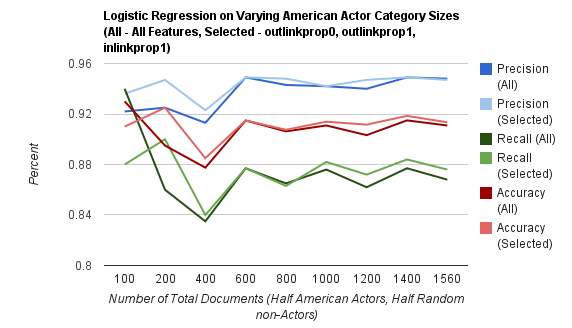 Logistic Regression on Varying American Actor Category Sizes
(All - All Features, Selected - outlinkprop0, outlinkprop1,
inlinkprop1)
0.96
0.92
0.88
0.84
0.8
Percent
100 200 400 600 800 1000 1200 1400 1560
Number of Total Documents (Half American Actors, Half Random
non-Actors)
Precision
(All)
Precision
(Selected)
Recall (All)
Recall
(Selected)
Accuracy
(All)
Accuracy
(Selected)